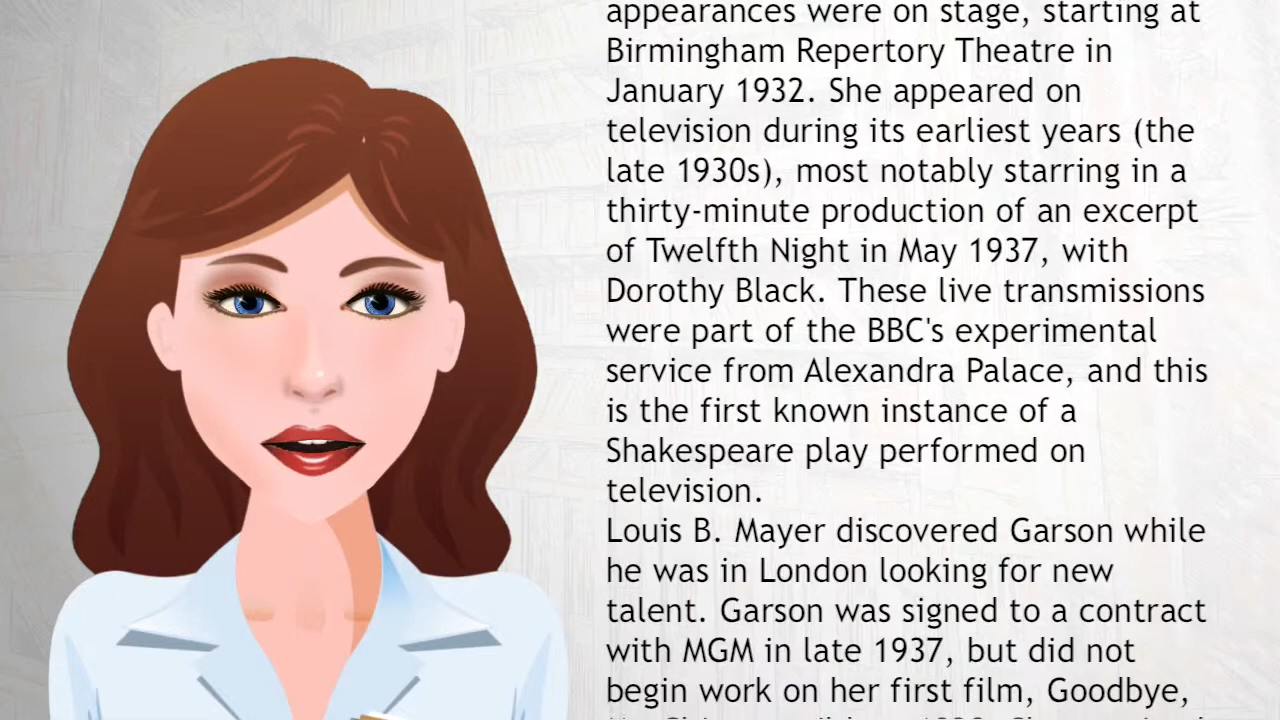 appearances were on stage, starting at
Birmingham Repertory Theatre in
January 1932. She appeared on
television during its earliest years (the
late 1930s), most notably starring in a
thirty-minute production of an excerpt
of Twelfth Night in May 1937, with
Dorothy Black. These live transmissions
were part of the BBC's experimental
service from Alexandra Palace, and this
is the first known instance of a
Shakespeare play performed on
television.
Louis B. Mayer discovered Garson while
he was in London looking for new
talent. Garson was signed to a contract
with MGM in late 1937, but did not
begin work on her first film, Goodbye,